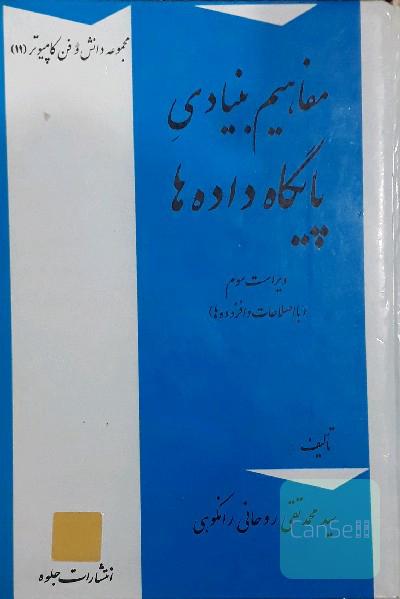 مجموعه دانش و فن کامپیوتر (۱۱)
مفاهیم بنیادیِ
پایگاه داده‌ها
ویراست سوم
(با اصلاحات و افزوده‌ها)
تألیف
سید محمدتقی روحانی رانکوهی
CanSell
انتشارات جلوه